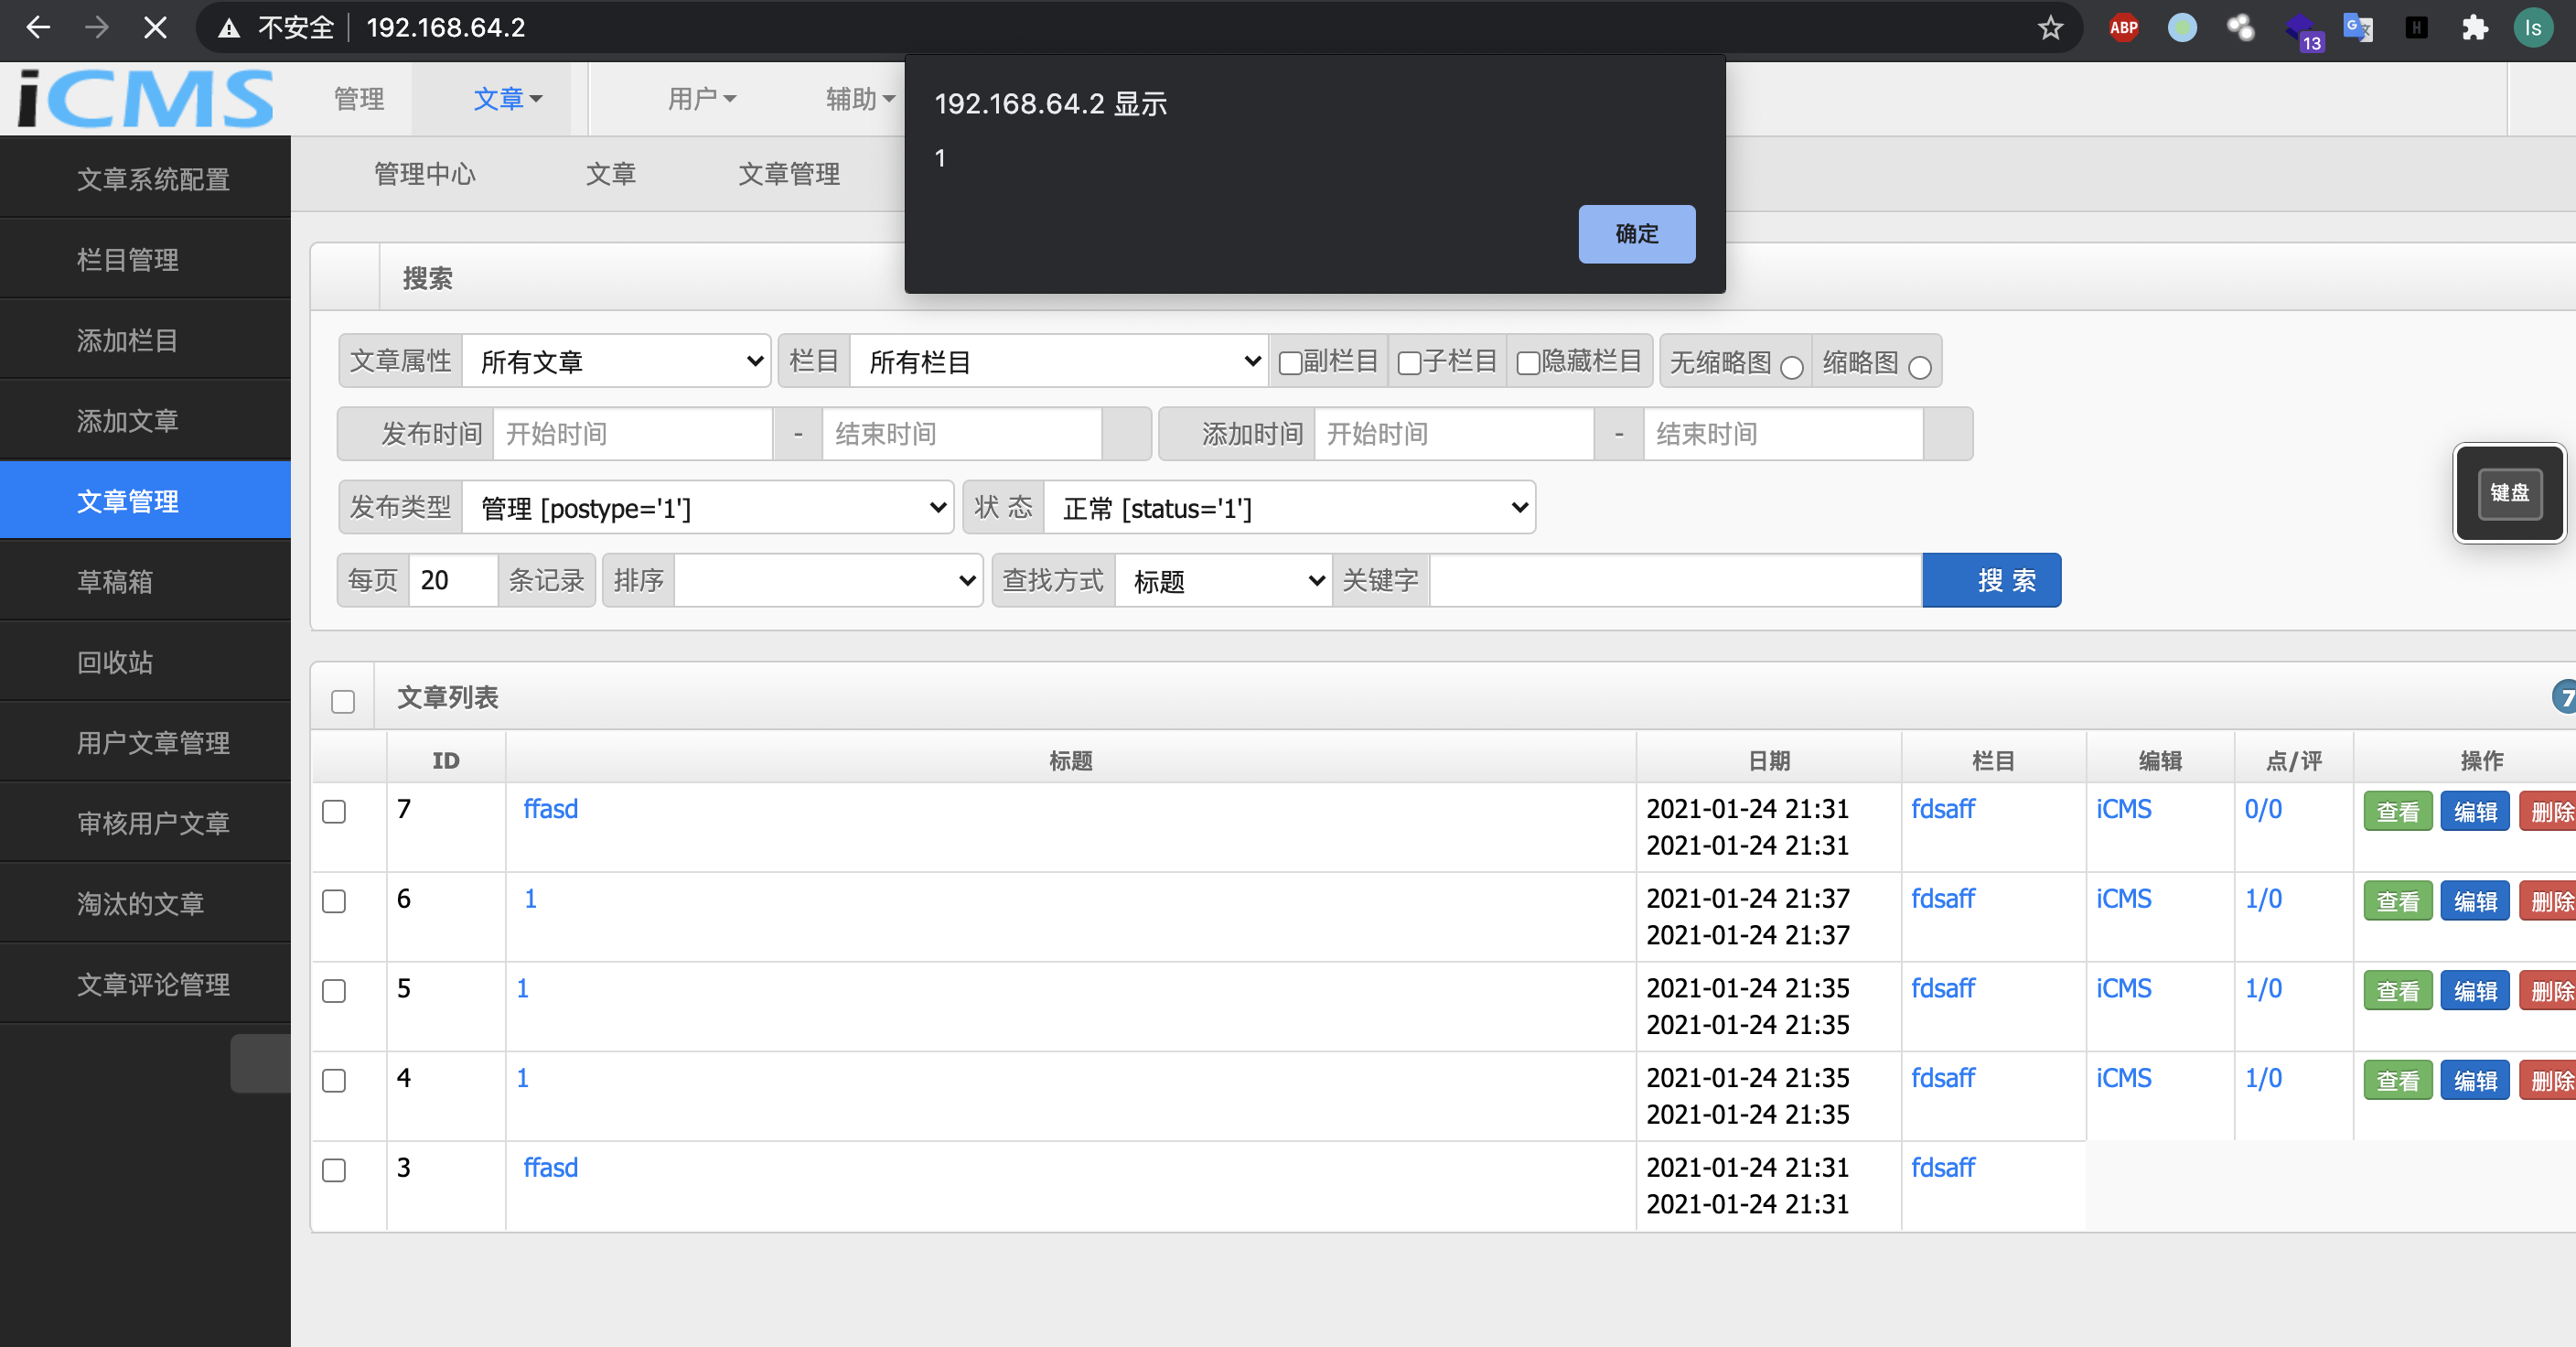 不安全 192.168.64.2 ABP 13 G 文 H ls
iCMS 管理 文章 用户 辅助
192.168.64.2 显示
1
确定
文章系统配置
栏目管理
添加栏目
添加文章
文章管理
草稿箱
回收站
用户文章管理
审核用户文章
淘汰的文章
文章评论管理
管理中心 文章 文章管理
搜索
文章属性 所有文章 栏目 所有栏目 副栏目 子栏目 隐藏栏目 无缩略图 缩略图
发布时间 开始时间 - 结束时间 添加时间 开始时间 - 结束时间
发布类型 管理 [postype='1'] 状 态 正常 [status='1']
每页 20 条记录 排序 查找方式 标题 关键字 搜 索
键盘
文章列表 7
ID 标题 日期 栏目 编辑 点/评 操作
7 ffasd 2021-01-24 21:31 fdsaff iCMS 0/0 查看 编辑 删除
2021-01-24 21:31
6 1 2021-01-24 21:37 fdsaff iCMS 1/0 查看 编辑 删除
2021-01-24 21:37
5 1 2021-01-24 21:35 fdsaff iCMS 1/0 查看 编辑 删除
2021-01-24 21:35
4 1 2021-01-24 21:35 fdsaff iCMS 1/0 查看 编辑 删除
2021-01-24 21:35
3 ffasd 2021-01-24 21:31 fdsaff
2021-01-24 21:31